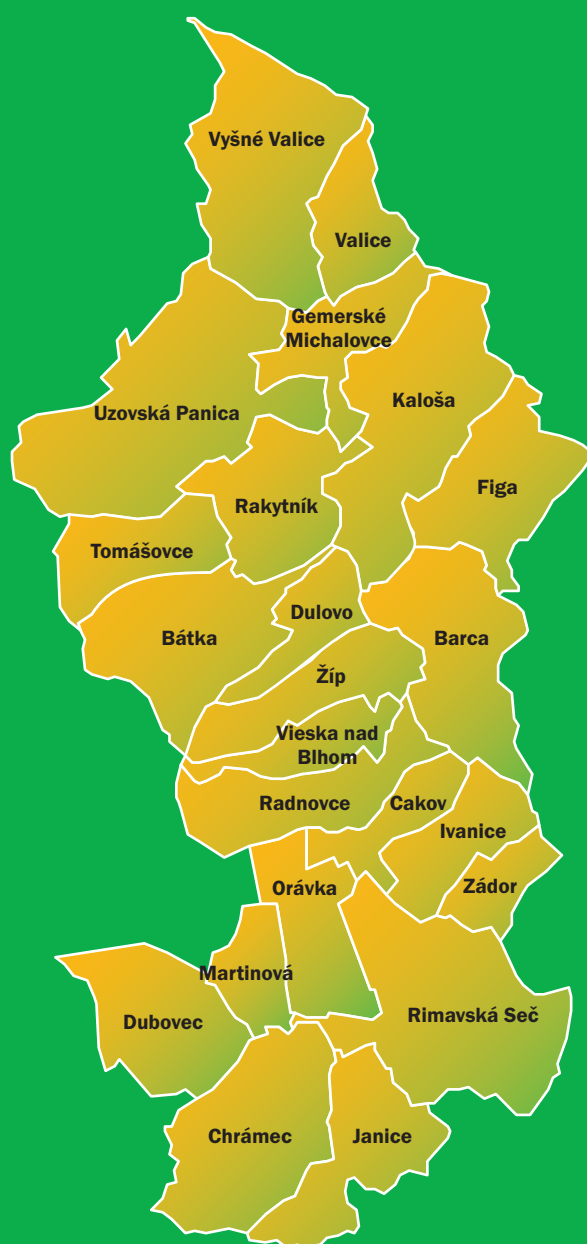 Vyšné Valice
Valice
Gemerské
Michalovce
Kaloša
Uzovská Panica
Figa
Rakytník
Tomášovce
Dulovo
Bátka
Barca
Žíp
Vieska nad
Blhom
Radnovce
Cakov
Ivanice
Orávka
Zádor
Martinová
Rimavská Seč
Dubovec
Chrámec
Janice